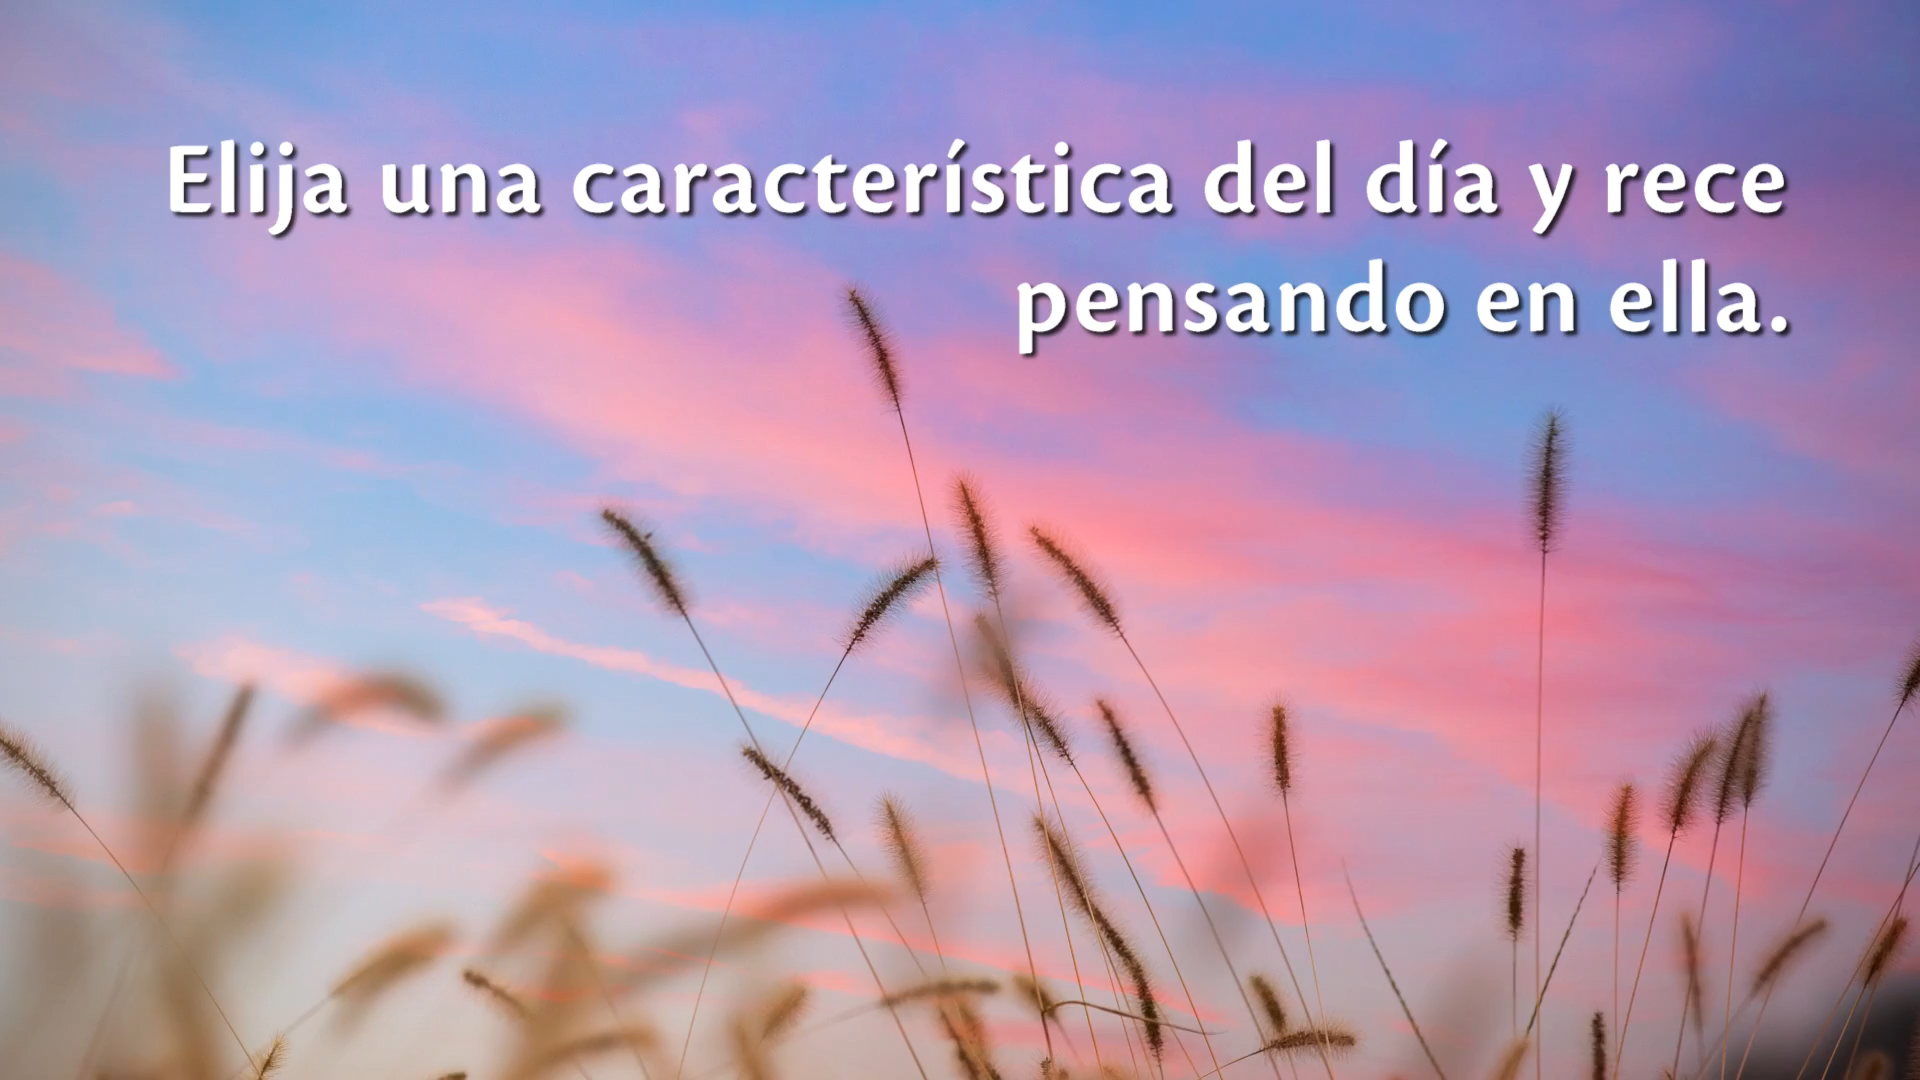 Elija una característica del día y rece
pensando en ella.